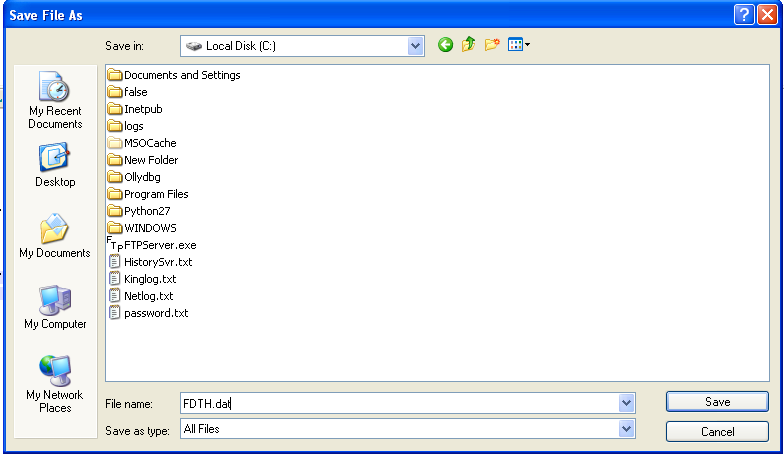 Save File As
Save in: Local Disk (C:)
My Recent
Documents
Desktop
My Documents
My Computer
My Network
Places
Documents and Settings
false
Inetpub
logs
MSOCache
New Folder
Ollydbg
Program Files
Python27
WINDOWS
FTPServer.exe
HistorySvr.txt
Kinglog.txt
Netlog.txt
password.txt
File name: FDTH.dat Save
Save as type: All Files Cancel